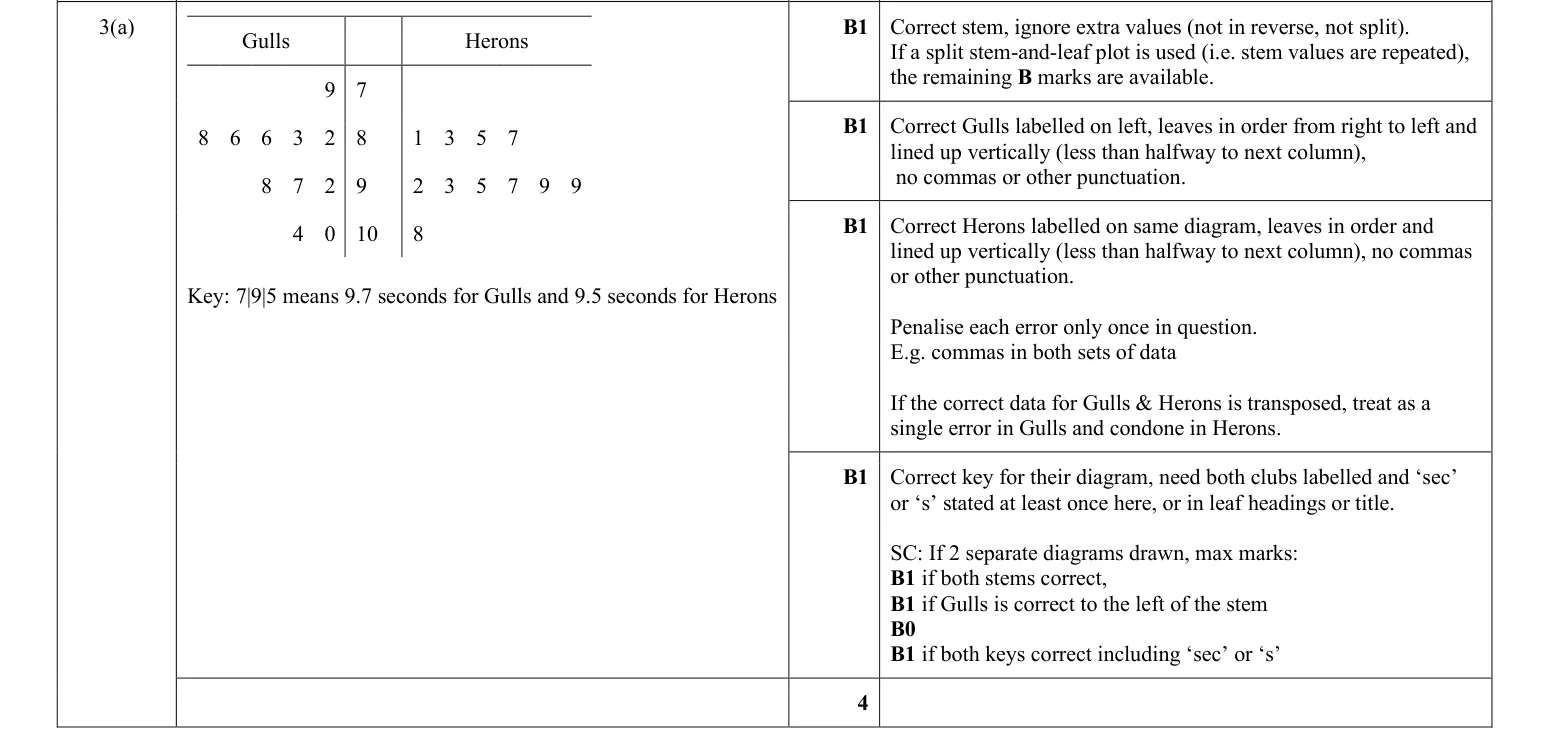 3(a)
Gulls Herons
9 7
8 6 6 3 2 8 1 3 5 7
8 7 2 9 2 3 5 7 9 9
4 0 10 8
Key: 7|9|5 means 9.7 seconds for Gulls and 9.5 seconds for Herons
B1 Correct stem, ignore extra values (not in reverse, not split).
If a split stem-and-leaf plot is used (i.e. stem values are repeated),
the remaining B marks are available.
B1 Correct Gulls labelled on left, leaves in order from right to left and
lined up vertically (less than halfway to next column),
no commas or other punctuation.
B1 Correct Herons labelled on same diagram, leaves in order and
lined up vertically (less than halfway to next column), no commas
or other punctuation.
Penalise each error only once in question.
E.g. commas in both sets of data
If the correct data for Gulls & Herons is transposed, treat as a
single error in Gulls and condone in Herons.
B1 Correct key for their diagram, need both clubs labelled and ‘sec’
or ‘s’ stated at least once here, or in leaf headings or title.
SC: If 2 separate diagrams drawn, max marks:
B1 if both stems correct,
B1 if Gulls is correct to the left of the stem
B0
B1 if both keys correct including ‘sec’ or ‘s’
4